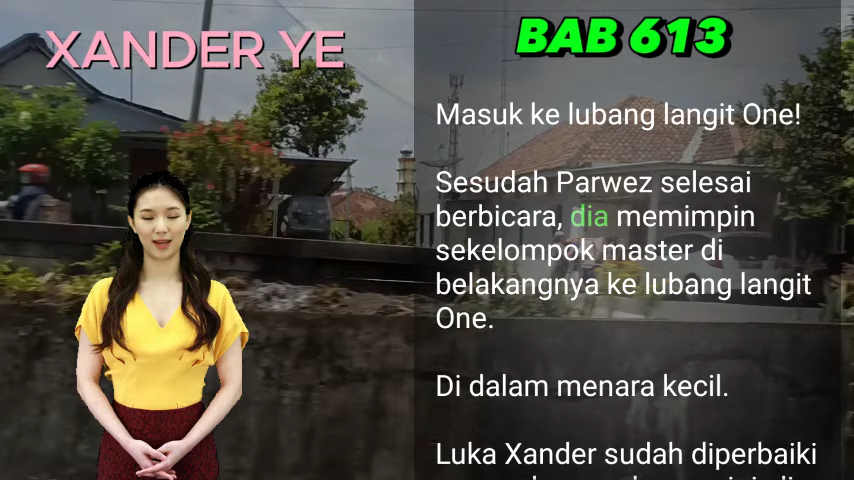 XANDER YE
BAB 613
Masuk ke lubang langit One!
Sesudah Parwez selesai
berbicara, dia memimpin
sekelompok master di
belakangnya ke lubang langit
One.
Di dalam menara kecil.
Luka Xander sudah diperbaiki